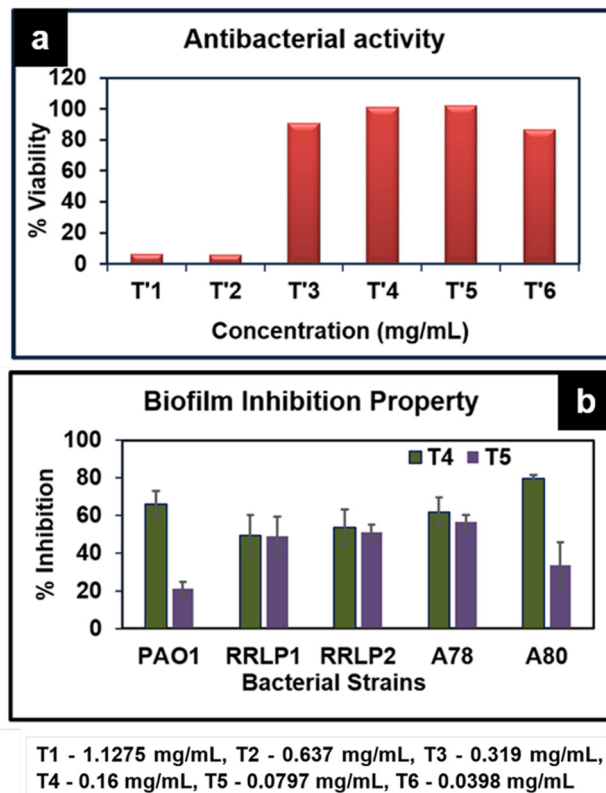 a
Antibacterial activity
120
100
80
60
40
20
0
% Viability
T'1 T'2 T'3 T'4 T'5 T'6
Concentration (mg/mL)
Biofilm Inhibition Property
b
100
80
60
40
20
0
% Inhibition
T4 T5
PAO1 RRLP1 RRLP2 A78 A80
Bacterial Strains
T1 - 1.1275 mg/mL, T2 - 0.637 mg/mL, T3 - 0.319 mg/mL,
T4 - 0.16 mg/mL, T5 - 0.0797 mg/mL, T6 - 0.0398 mg/mL